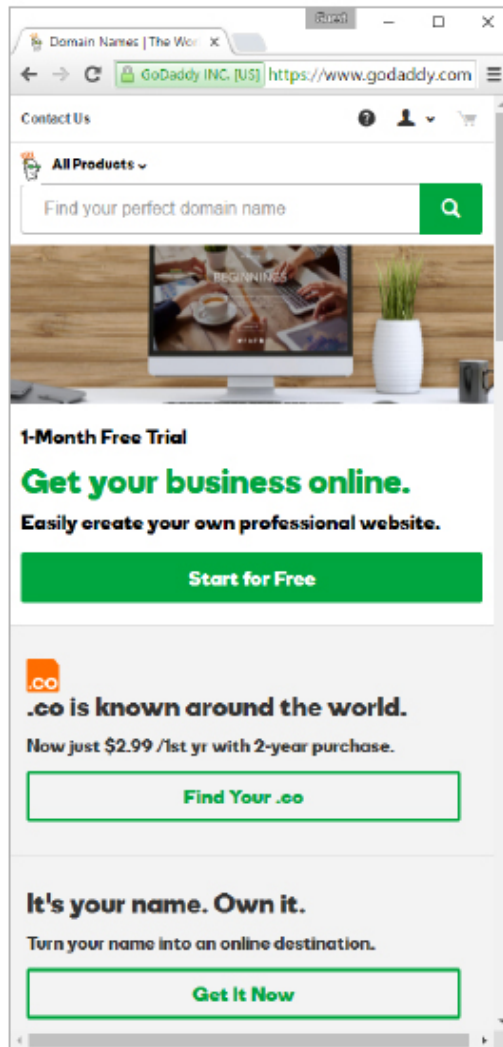 Guest
Domain Names | The Wor
GoDaddy INC. [US] https://www.godaddy.com
Contact Us
All Products
Find your perfect domain name
BEGINNINGS
1-Month Free Trial
Get your business online.
Easily create your own professional website.
Start for Free
.co
.co is known around the world.
Now just $2.99 /1st yr with 2-year purchase.
Find Your .co
It's your name. Own it.
Turn your name into an online destination.
Get It Now